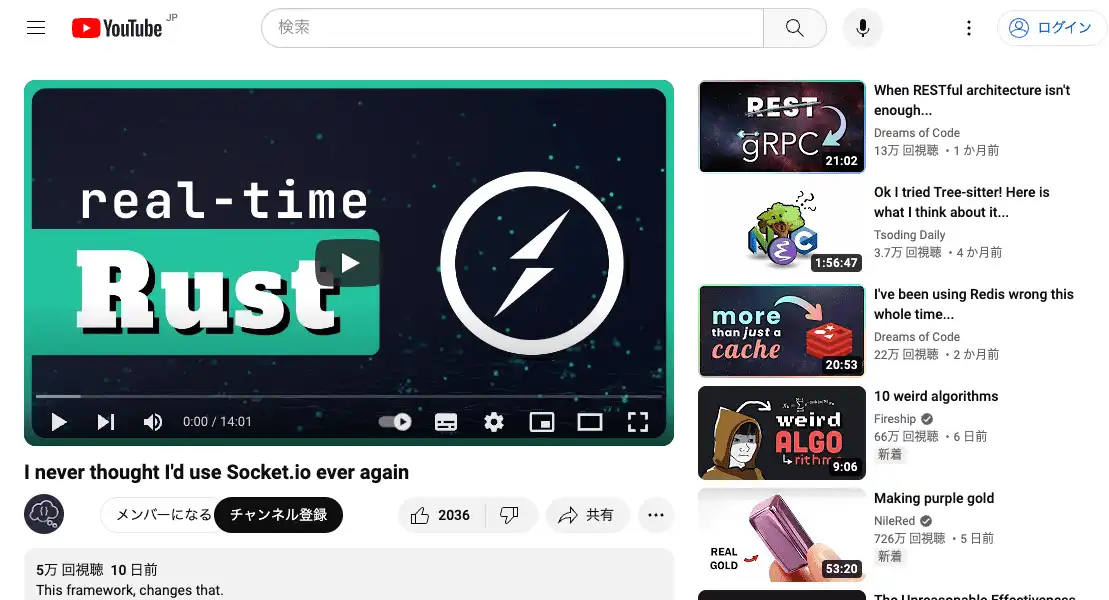 YouTube JP
検索
ログイン
real-time
Rust
0:00 / 14:01
I never thought I'd use Socket.io ever again
メンバーになる
チャンネル登録
2036
共有
5万 回視聴 10 日前
This framework, changes that.
REST
gRPC
21:02
When RESTful architecture isn't
enough...
Dreams of Code
13万 回視聴 ・1 か月前
C
1:56:47
Ok I tried Tree-sitter! Here is
what I think about it...
Tsoding Daily
3.7万 回視聴 ・4 か月前
more
than just a
cache
20:53
I've been using Redis wrong this
whole time...
Dreams of Code
22万 回視聴 ・2 か月前
weird
ALGO
rithm
9:06
10 weird algorithms
Fireship
66万 回視聴 ・6 日前
新着
REAL
GOLD
53:20
Making purple gold
NileRed
726万 回視聴 ・5 日前
新着
The Unreasonable Effectiveness